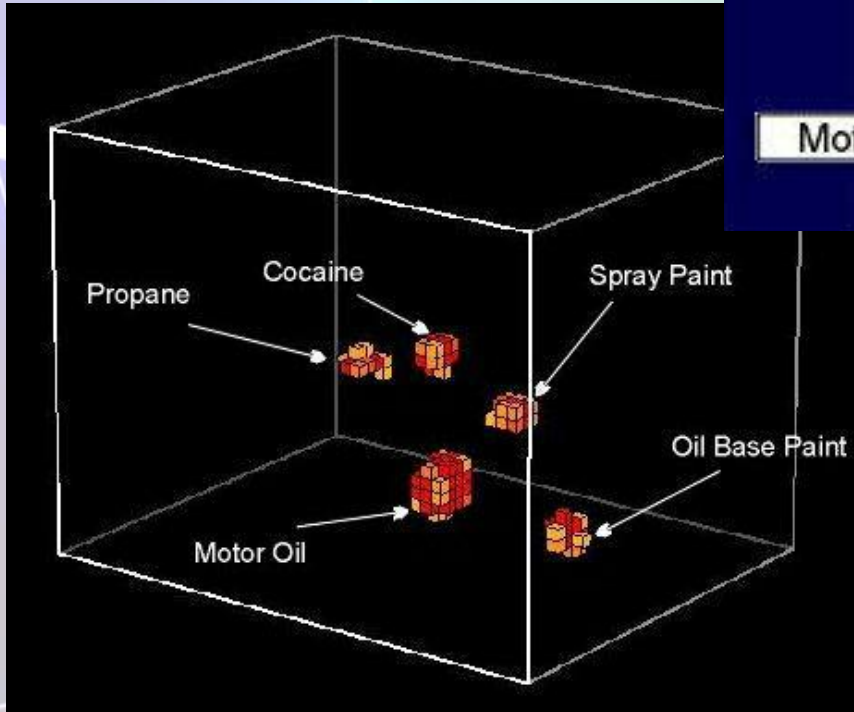 Mot
Cocaine
Spray Paint
Propane
Oil Base Paint
Motor Oil